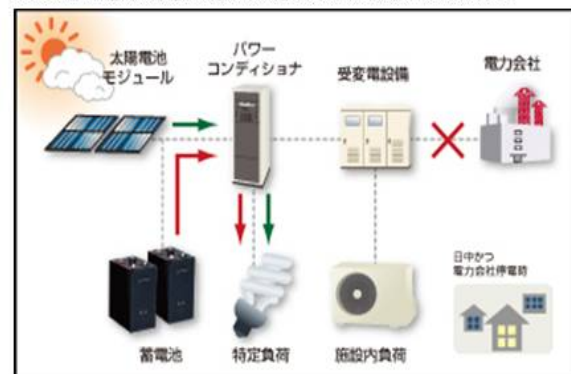 太陽電池
モジュール
パワー
コンディショナ
受変電設備
電力会社
蓄電池
特定負荷
施設内負荷
日中かつ
電力会社停電時